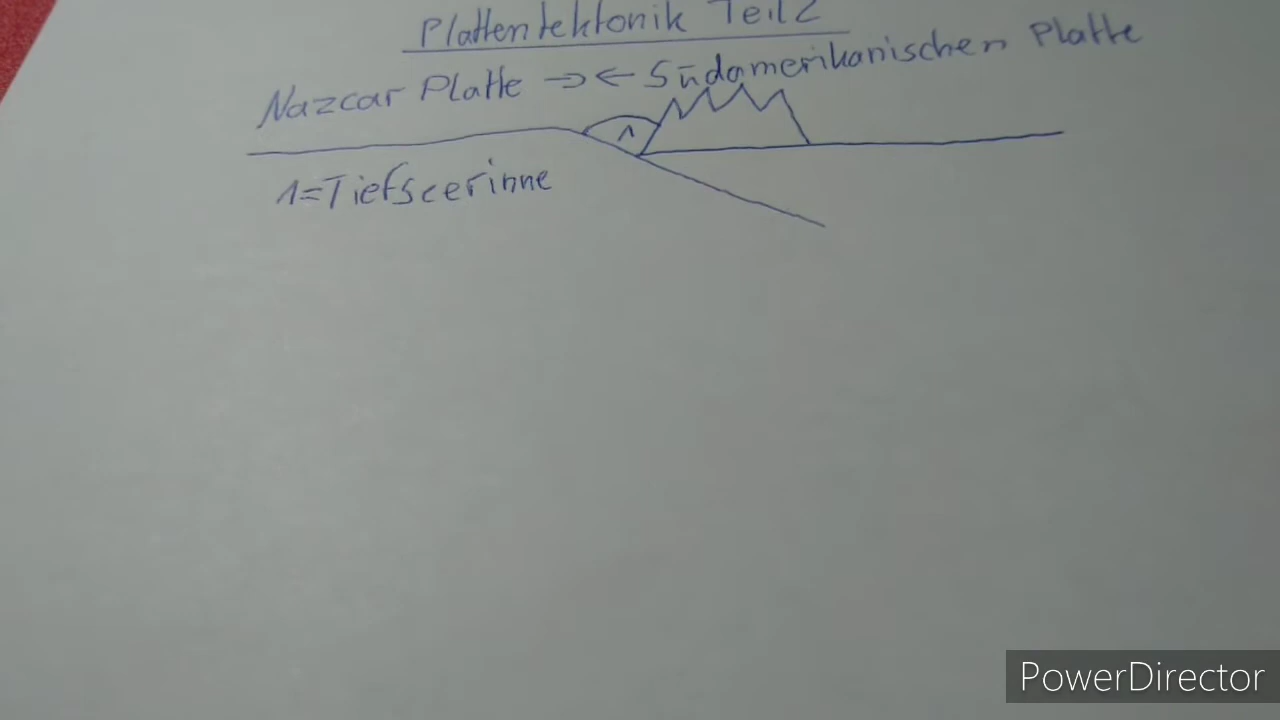 Plattentektonik Teil 2
Nazcar Platte → ← Südamerikanischen Platte
1
1=Tiefseerinne
PowerDirector